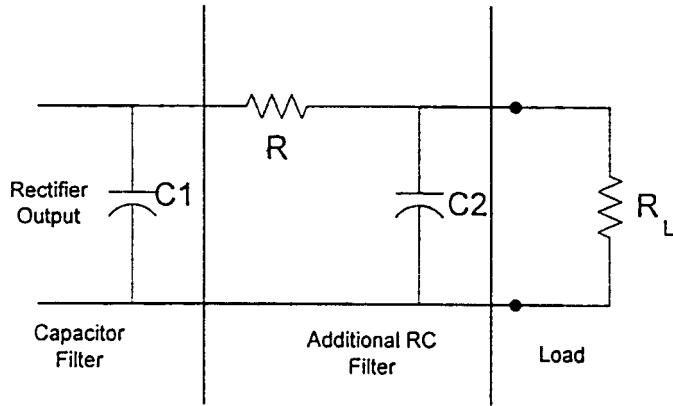 R
Rectifier
Output
C1
C2
R L
Capacitor
Filter
Additional RC
Filter
Load